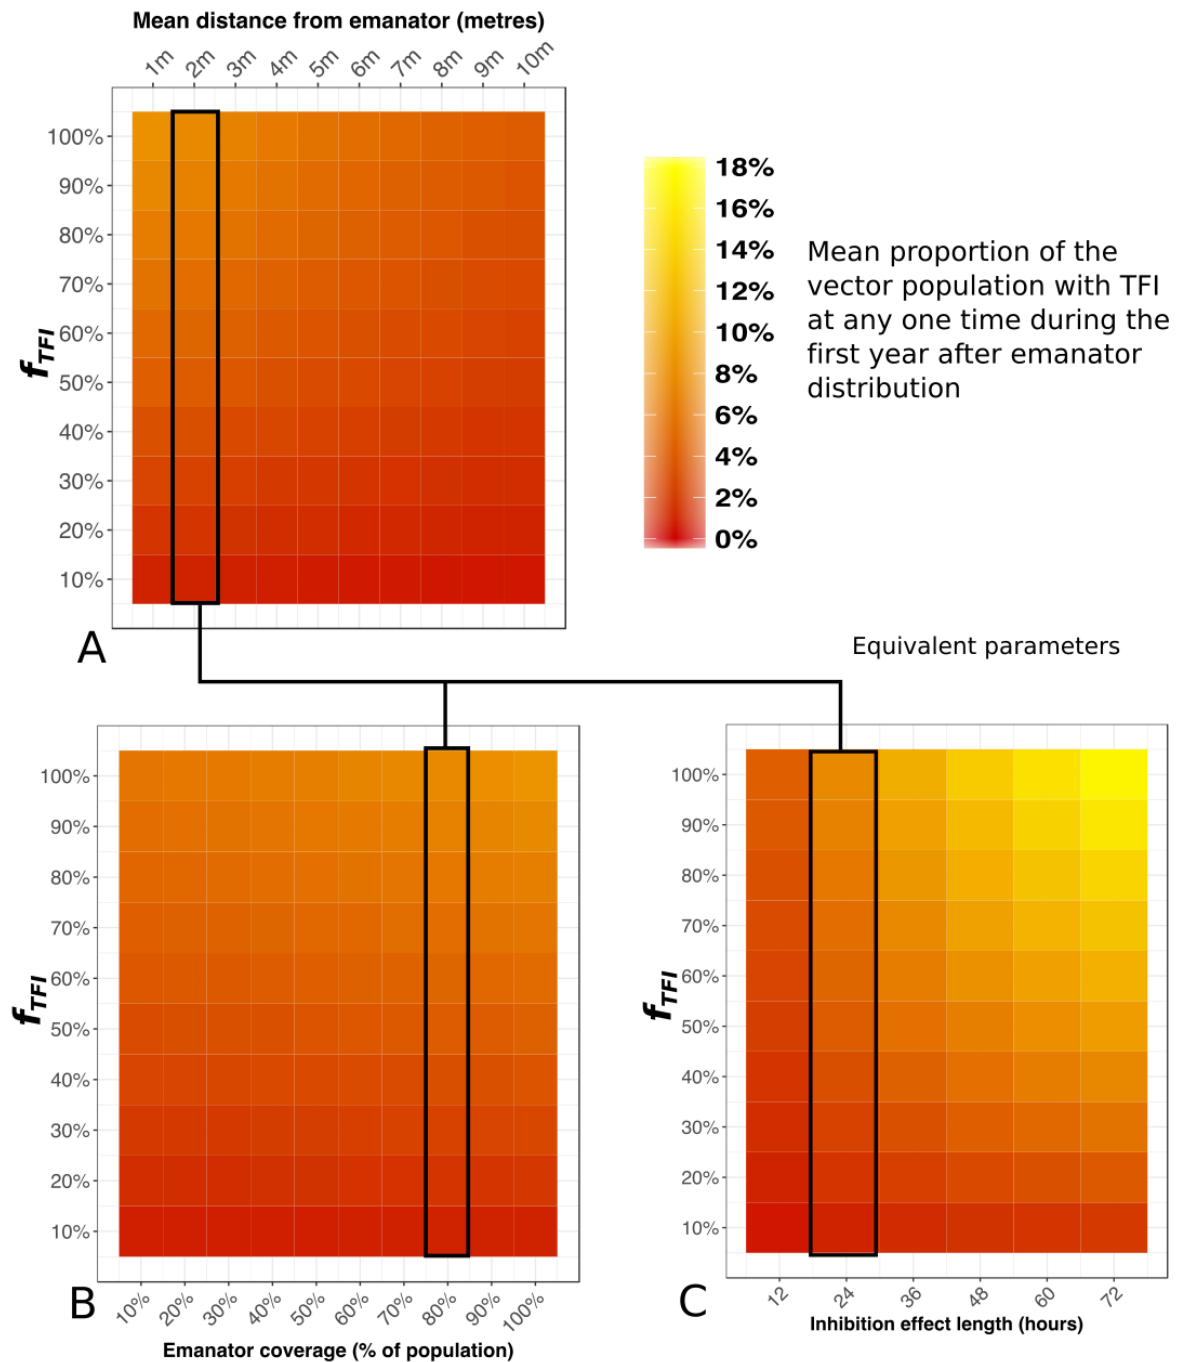 Mean distance from emanator (metres)
1m 2m 3m 4m 5m 6m 7m 8m 9m 10m
100%
90%
80%
70%
60%
50%
40%
30%
20%
10%
fTFI
A
18%
16%
14%
12%
10%
8%
6%
4%
2%
0%
Mean proportion of the
vector population with TFI
at any one time during the
first year after emanator
distribution
Equivalent parameters
100%
90%
80%
70%
60%
50%
40%
30%
20%
10%
fTFI
B
10% 20% 30% 40% 50% 60% 70% 80% 90% 100%
Emanator coverage (% of population)
100%
90%
80%
70%
60%
50%
40%
30%
20%
10%
fTFI
C
12 24 36 48 60 72
Inhibition effect length (hours)